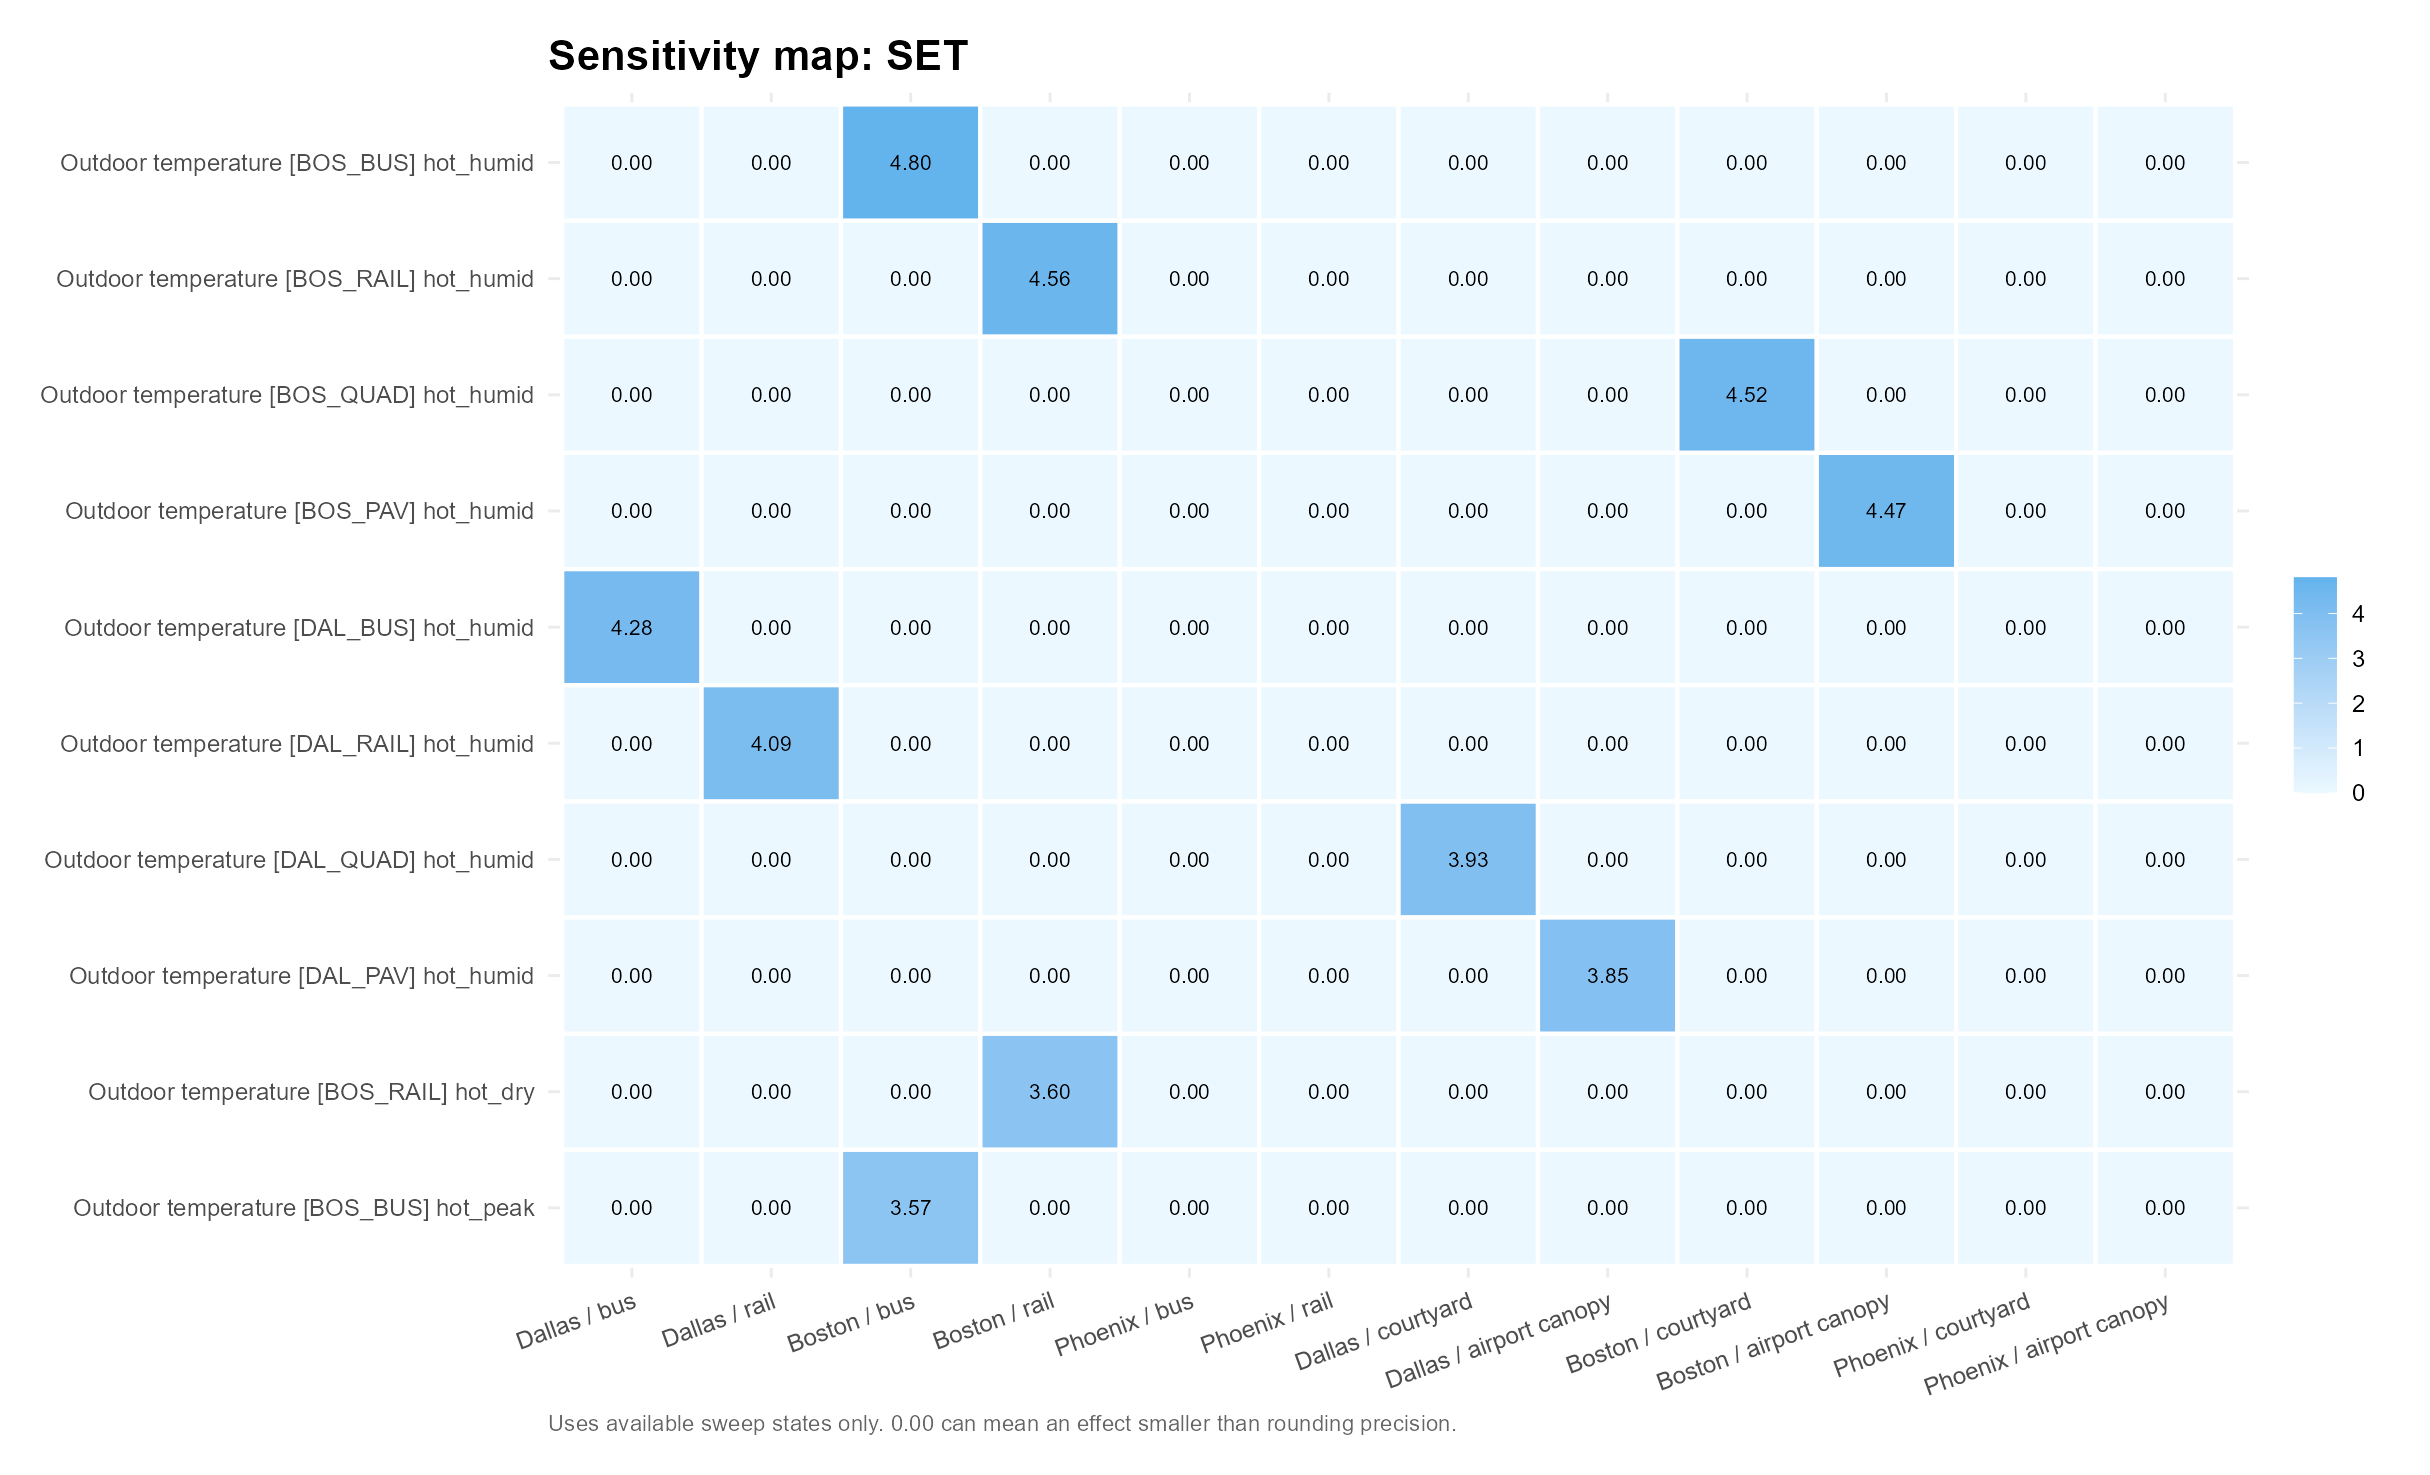 Sensitivity map: SET
Outdoor temperature [BOS_BUS] hot_humid 0.00 0.00 4.80 0.00 0.00 0.00 0.00 0.00 0.00 0.00 0.00 0.00
Outdoor temperature [BOS_RAIL] hot_humid 0.00 0.00 0.00 4.56 0.00 0.00 0.00 0.00 0.00 0.00 0.00 0.00
Outdoor temperature [BOS_QUAD] hot_humid 0.00 0.00 0.00 0.00 0.00 0.00 0.00 0.00 4.52 0.00 0.00 0.00
Outdoor temperature [BOS_PAV] hot_humid 0.00 0.00 0.00 0.00 0.00 0.00 0.00 0.00 0.00 4.47 0.00 0.00
Outdoor temperature [DAL_BUS] hot_humid 4.28 0.00 0.00 0.00 0.00 0.00 0.00 0.00 0.00 0.00 0.00 0.00
Outdoor temperature [DAL_RAIL] hot_humid 0.00 4.09 0.00 0.00 0.00 0.00 0.00 0.00 0.00 0.00 0.00 0.00
Outdoor temperature [DAL_QUAD] hot_humid 0.00 0.00 0.00 0.00 0.00 0.00 3.93 0.00 0.00 0.00 0.00 0.00
Outdoor temperature [DAL_PAV] hot_humid 0.00 0.00 0.00 0.00 0.00 0.00 0.00 3.85 0.00 0.00 0.00 0.00
Outdoor temperature [BOS_RAIL] hot_dry 0.00 0.00 0.00 3.60 0.00 0.00 0.00 0.00 0.00 0.00 0.00 0.00
Outdoor temperature [BOS_BUS] hot_peak 0.00 0.00 3.57 0.00 0.00 0.00 0.00 0.00 0.00 0.00 0.00 0.00
Dallas / bus
Dallas / rail
Boston / bus
Boston / rail
Phoenix / bus
Phoenix / rail
Dallas / courtyard
Dallas / airport canopy
Boston / courtyard
Boston / airport canopy
Phoenix / courtyard
Phoenix / airport canopy
4
3
2
1
0
Uses available sweep states only. 0.00 can mean an effect smaller than rounding precision.